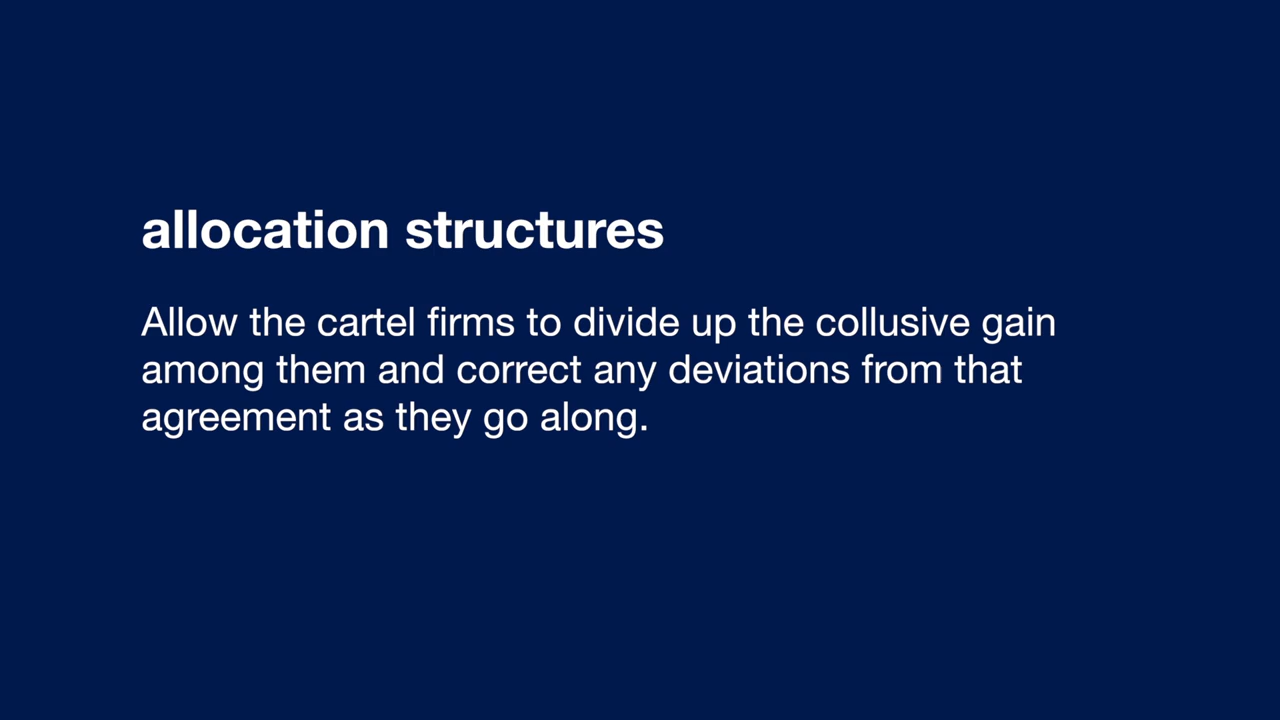 allocation structures
Allow the cartel firms to divide up the collusive gain
among them and correct any deviations from that
agreement as they go along.